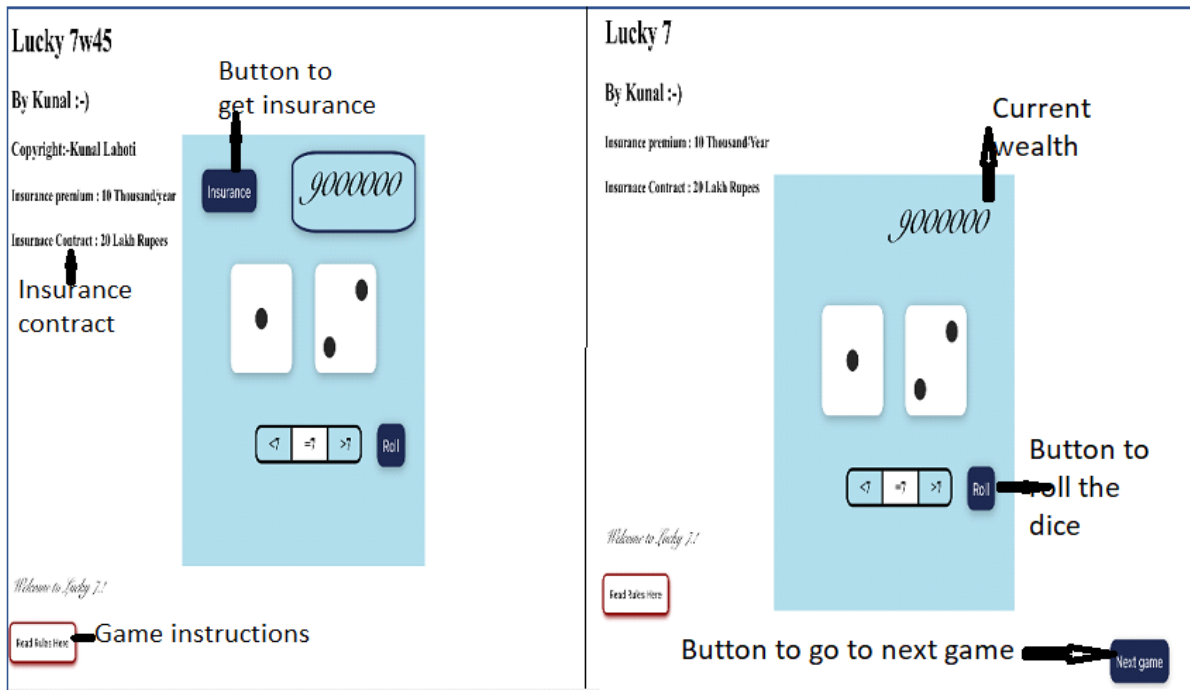 Lucky 7w45
By Kunal :-)
Copyright:-Kunal Lahoti
Insurance premium : 10 Thousand/year
Insurnace Contract : 20 Lakh Rupees
Button to
get insurance
Insurance
9000000
Insurance
contract
<7 =7 >7 Roll
Welcome to Lucky 7!
Read Rules Here
Game instructions
Lucky 7
By Kunal :-)
Insurance premium : 10 Thousand/Year
Insurnace Contract : 20 Lakh Rupees
Current
wealth
9000000
<7 =7 >7 Roll
Button to
roll the
dice
Welcome to Lucky 7!
Read Rules Here
Button to go to next game
Next game